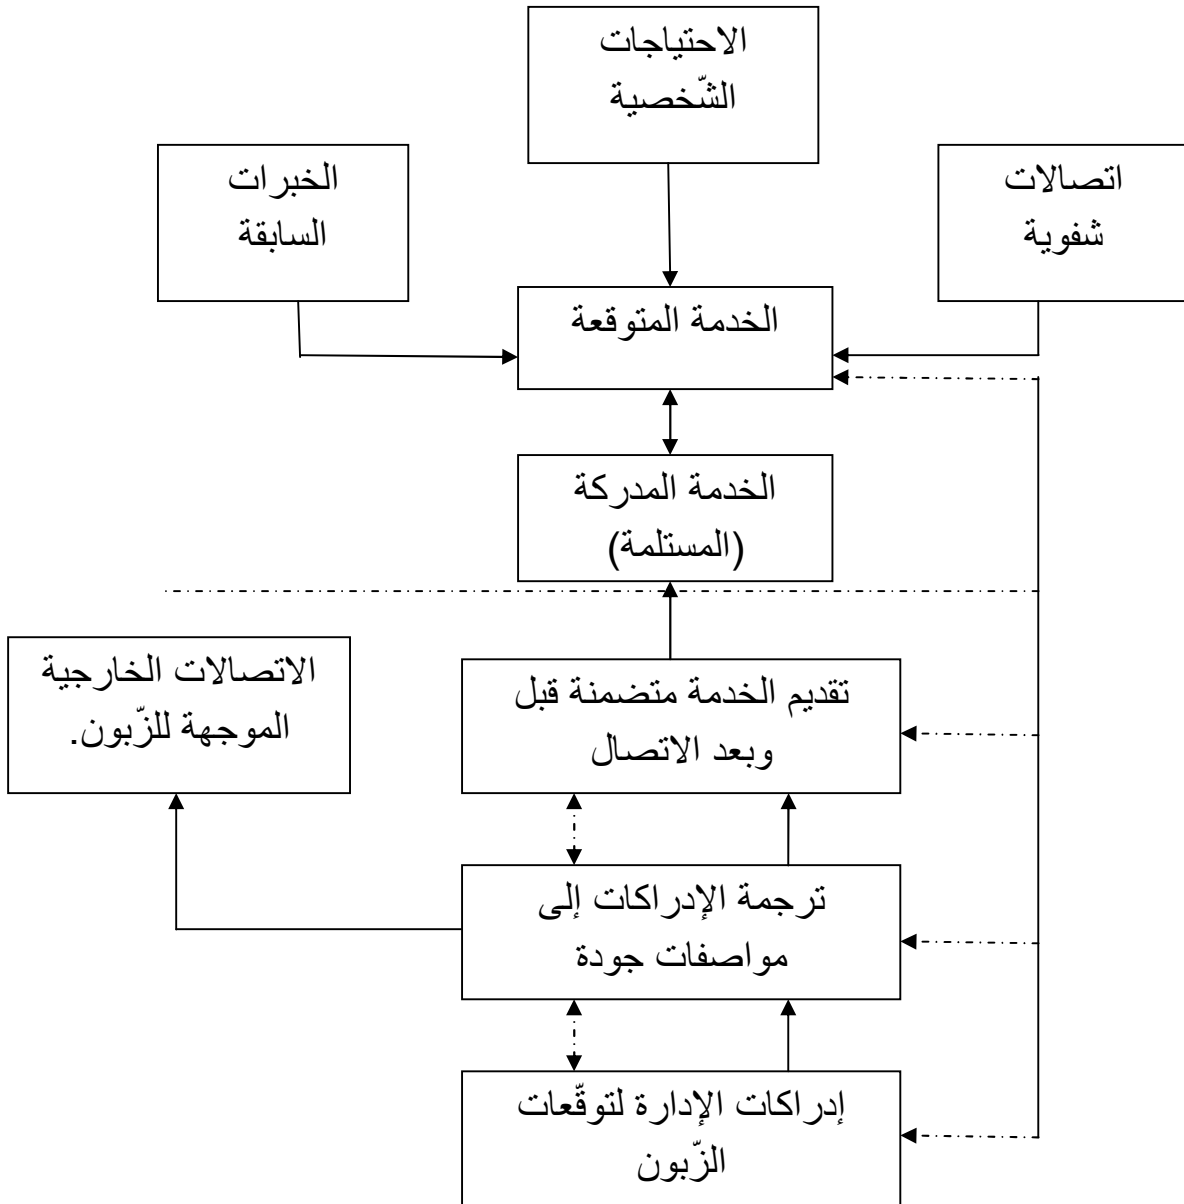 الاحتياجات
الشّخصية
اتصالات
شفوية
الخبرات
السابقة
الخدمة المتوقعة
الخدمة المدركة
(المستلمة)
تقديم الخدمة متضمنة قبل
وبعد الاتصال
الاتصالات الخارجية
الموجهة للزّبون.
ترجمة الإدراكات إلى
مواصفات جودة
إدراكات الإدارة لتوقّعات
الزّبون